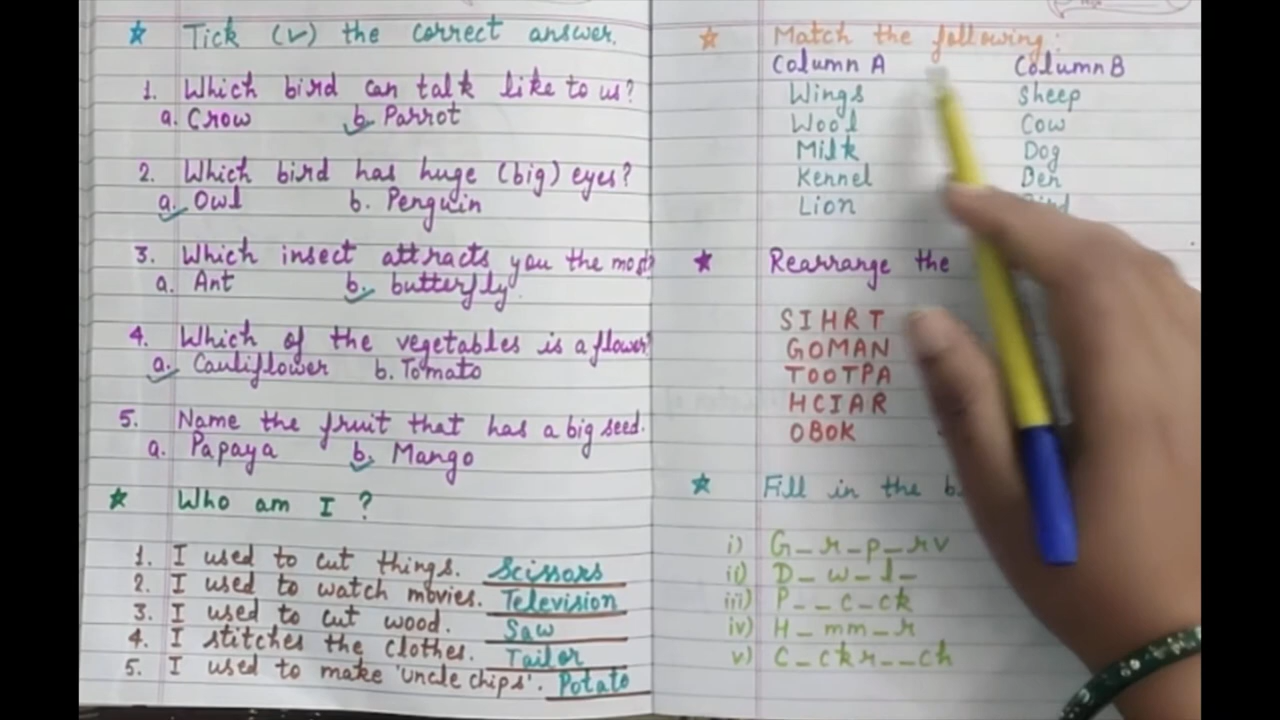 Tick (✓) the correct answer.
1. Which bird can talk like to us?
a. Crow b. Parrot
2. Which bird has huge (big) eyes?
a. Owl b. Penguin
3. Which insect attracts you the most?
a. Ant b. butterfly.
4. Which of the vegetables is a flower?
a. Cauliflower b. Tomato
5. Name the fruit that has a big seed.
a. Papaya b. Mango
Who am I ?
1. I used to cut things. Scissors
2. I used to watch movies. Television
3. I used to cut wood. Saw
4. I stitches the clothes. Tailor
5. I used to make 'uncle chips'. Potato
Match the following:
Column A Column B
Wings Sheep
Wool Cow
Milk Dog
Kennel Den
Lion
Rearrange the
SIHRT
GOMAN
TOOTPA
HCIAR
OBOK
Fill in the
i) G_r_p_rv
ii) D_w_l_
iii) P__c_ck
iv) H_mm_r
v) C_ckr__ch